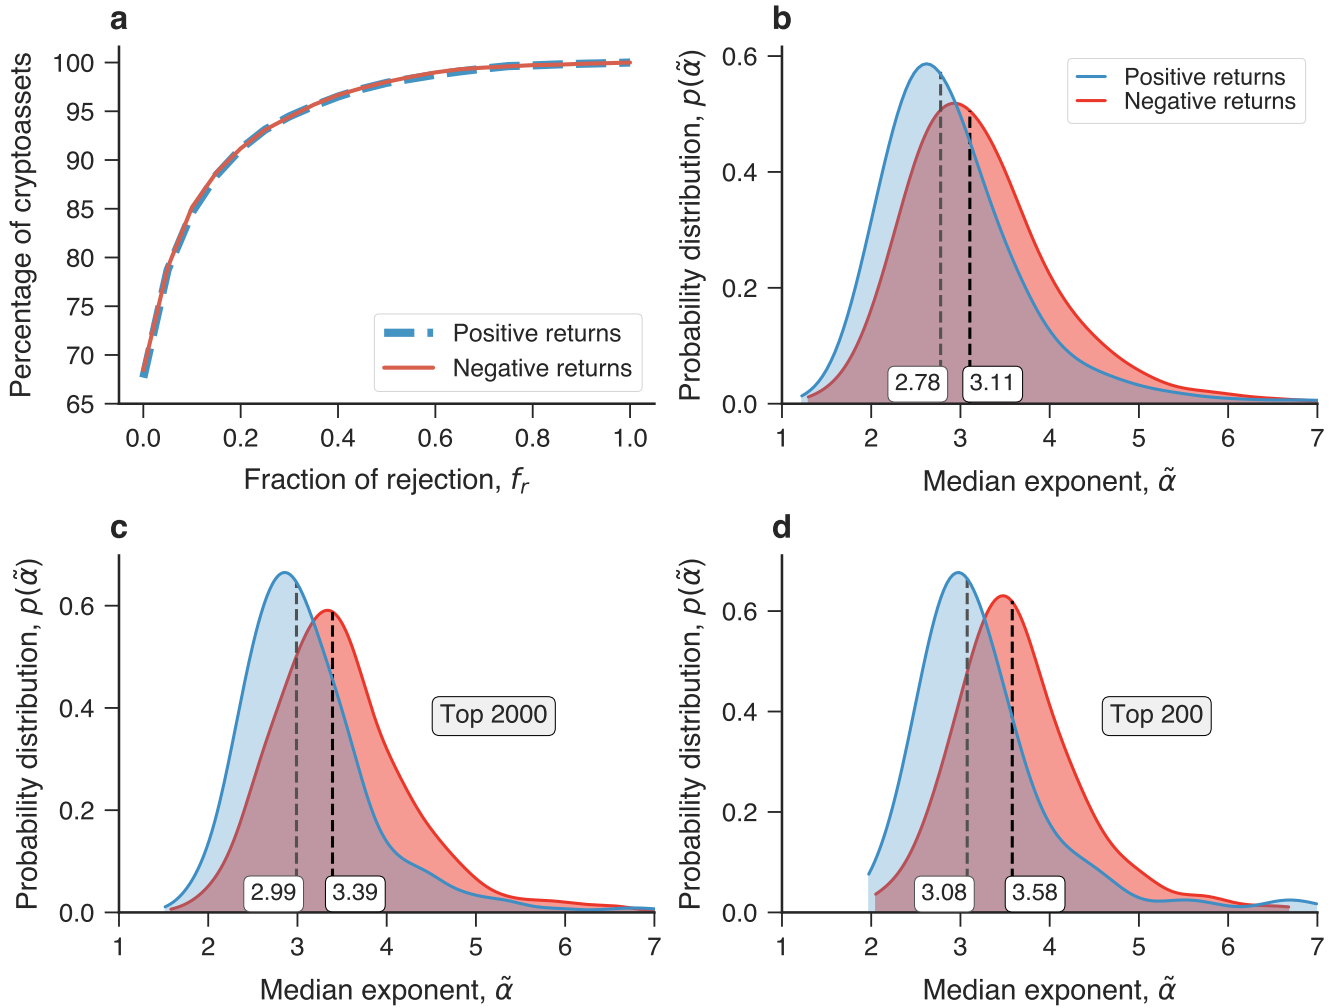 a
Percentage of cryptoassets
100
95
90
85
80
75
70
65
0.0 0.2 0.4 0.6 0.8 1.0
Fraction of rejection, fr
Positive returns
Negative returns
b
Probability distribution, p(α̃)
0.6
0.4
0.2
0.0
1 2 3 4 5 6 7
Median exponent, α̃
Positive returns
Negative returns
2.78 3.11
c
Probability distribution, p(α̃)
0.6
0.4
0.2
0.0
1 2 3 4 5 6 7
Median exponent, α̃
Top 2000
2.99 3.39
d
Probability distribution, p(α̃)
0.6
0.4
0.2
0.0
1 2 3 4 5 6 7
Median exponent, α̃
Top 200
3.08 3.58